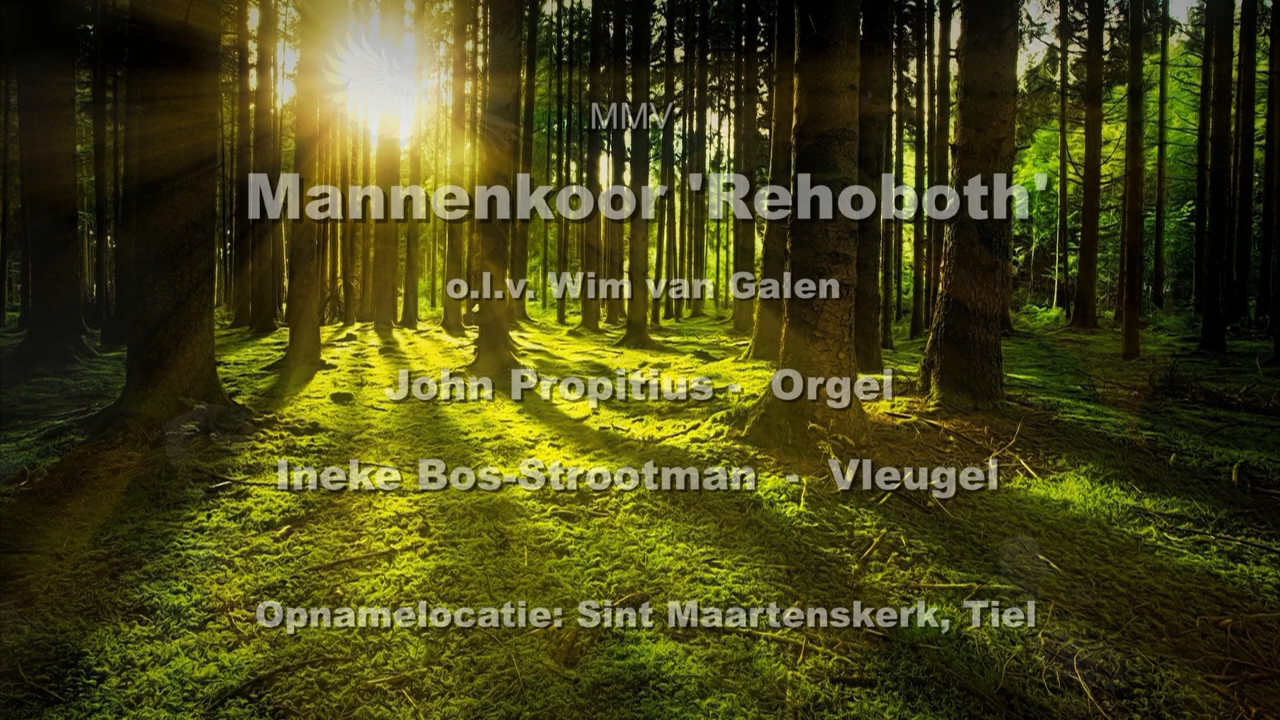 MMV
Mannenkoor 'Rehoboth'
o.l.v. Wim van Galen
John Propitius - Orgel
Ineke Bos-Strootman - Vleugel
Opnamelocatie: Sint Maartenskerk, Tiel